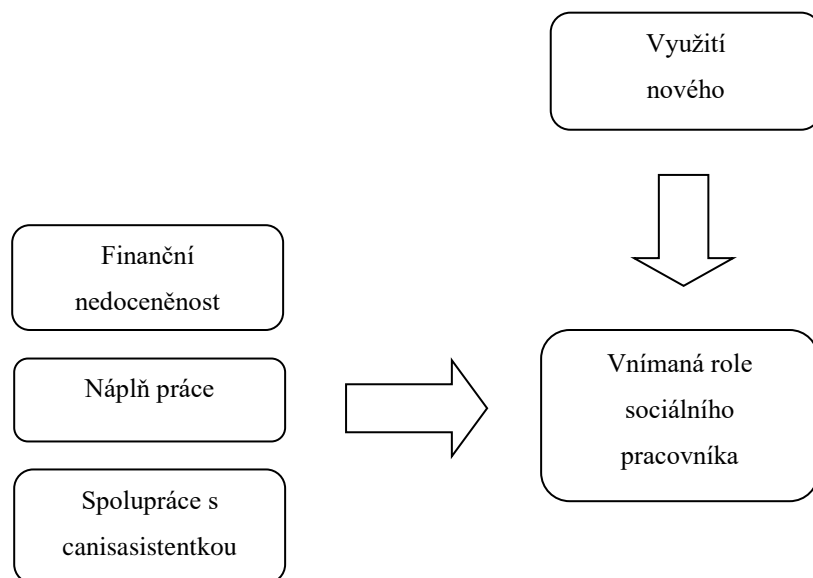 Využití
nového
Finanční
nedoceněnost
Náplň práce
Vnímaná role
sociálního
pracovníka
Spolupráce s
canisasistentkou